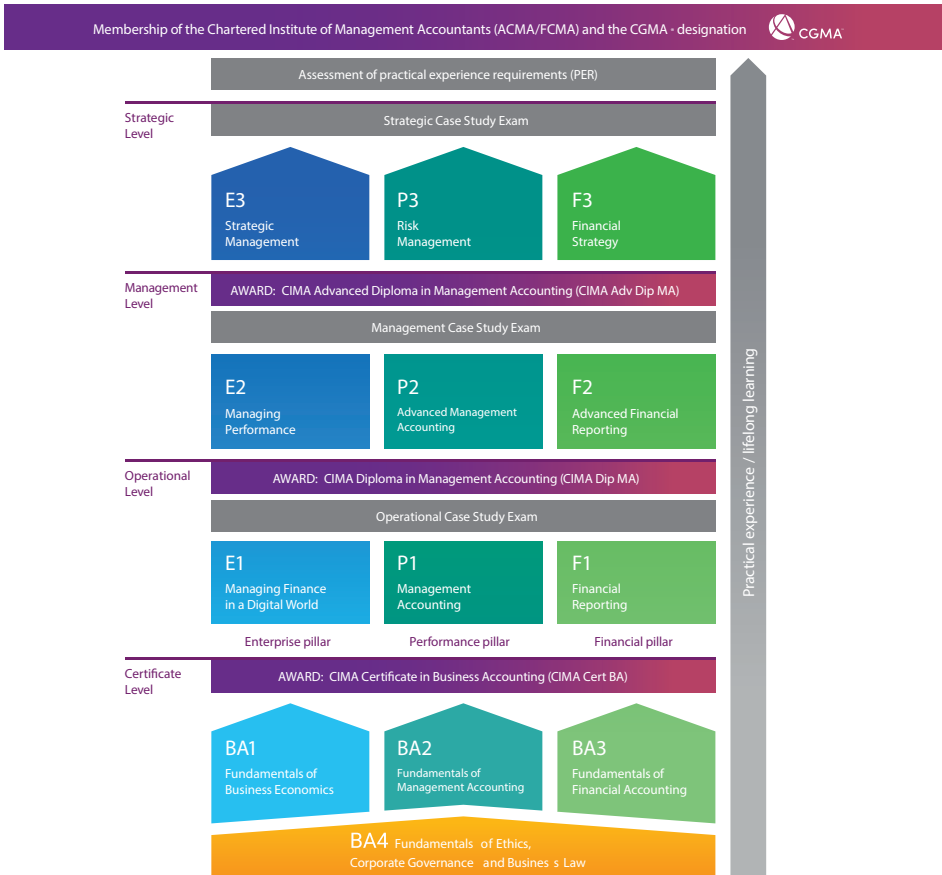 Membership of the Chartered Institute of Management Accountants (ACMA/FCMA) and the CGMA • designation
CGMA
Assessment of practical experience requirements (PER)
Strategic
Level
Strategic Case Study Exam
E3
Strategic
Management
P3
Risk
Management
F3
Financial
Strategy
Management
Level
AWARD: CIMA Advanced Diploma in Management Accounting (CIMA Adv Dip MA)
Management Case Study Exam
E2
Managing
Performance
P2
Advanced Management
Accounting
F2
Advanced Financial
Reporting
Operational
Level
AWARD: CIMA Diploma in Management Accounting (CIMA Dip MA)
Operational Case Study Exam
E1
Managing Finance
in a Digital World
P1
Management
Accounting
F1
Financial
Reporting
Enterprise pillar
Performance pillar
Financial pillar
Certificate
Level
AWARD: CIMA Certificate in Business Accounting (CIMA Cert BA)
BA1
Fundamentals of
Business Economics
BA2
Fundamentals of
Management Accounting
BA3
Fundamentals of
Financial Accounting
BA4 Fundamentals of Ethics,
Corporate Governance and Busines s Law
Practical experience / lifelong learning